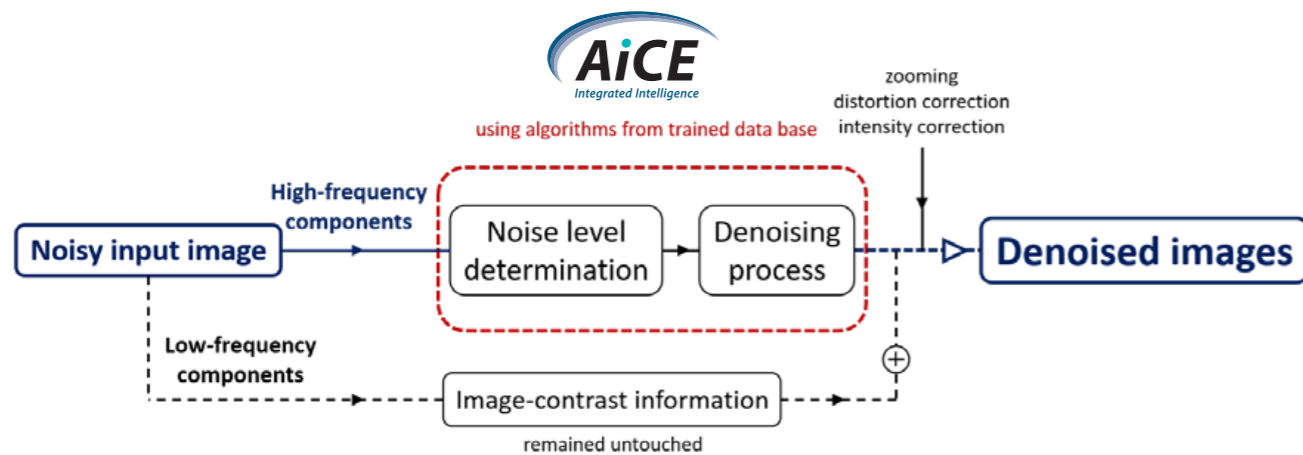 AiCE
Integrated Intelligence
using algorithms from trained data base
zooming
distortion correction
intensity correction
High-frequency
components
Noisy input image
Noise level
determination
Denoising
process
Denoised images
Low-frequency
components
Image-contrast information
remained untouched